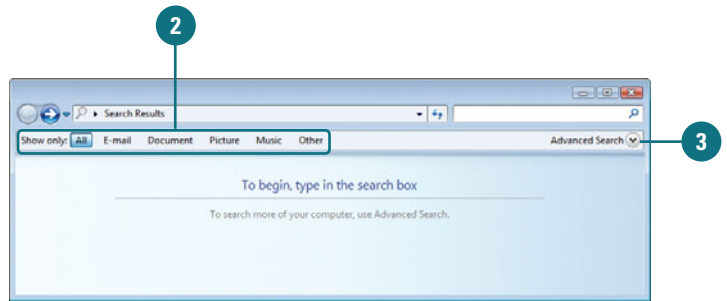 2
Search Results
Show only: All E-mail Document Picture Music Other Advanced Search
3
To begin, type in the search box
To search more of your computer, use Advanced Search.